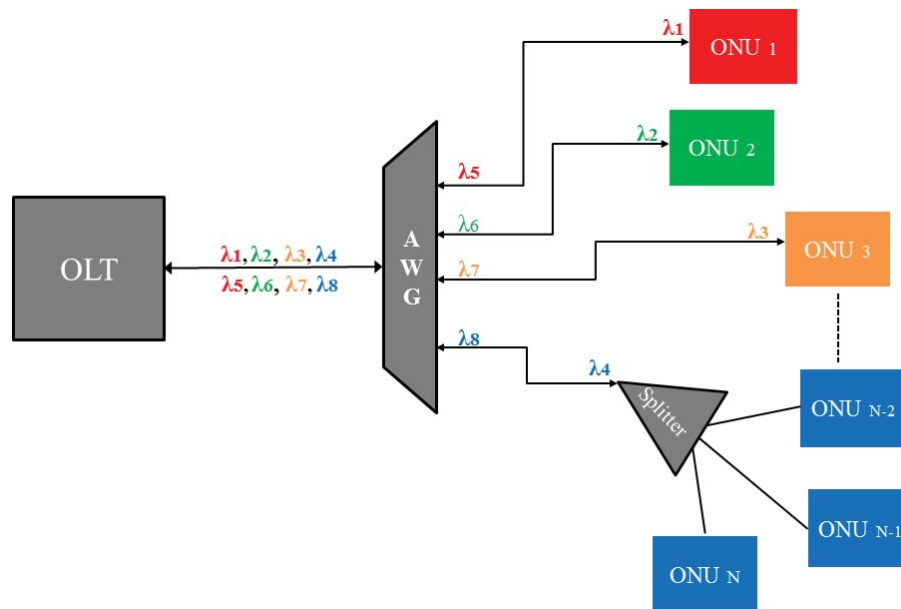 λ1
ONU 1
λ2
ONU 2
λ5
λ6
λ3
ONU 3
OLT
λ1, λ2, λ3, λ4
λ5, λ6, λ7, λ8
A
W
G
λ7
λ8
λ4
Splitter
ONU N-2
ONU N-1
ONU N